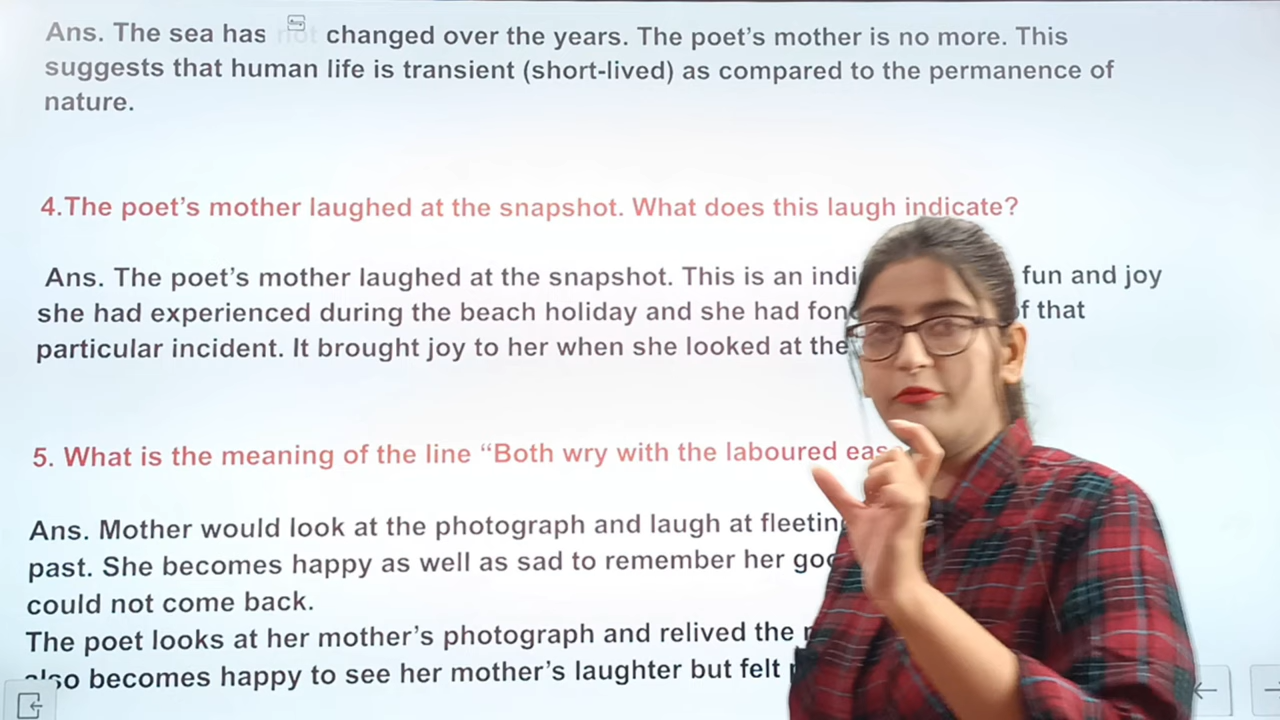 Ans. The sea has not changed over the years. The poet's mother is no more. This
suggests that human life is transient (short-lived) as compared to the permanence of
nature.
4.The poet's mother laughed at the snapshot. What does this laugh indicate?
Ans. The poet's mother laughed at the snapshot. This is an fun and joy
she had experienced during the beach holiday and she had that
particular incident. It brought joy to her when she looked at the
5. What is the meaning of the line “Both wry with the laboured
Ans. Mother would look at the photograph and laugh at
past. She becomes happy as well as sad to remember her
could not come back.
The poet looks at her mother's photograph and relived the
also becomes happy to see her mother's laughter but felt